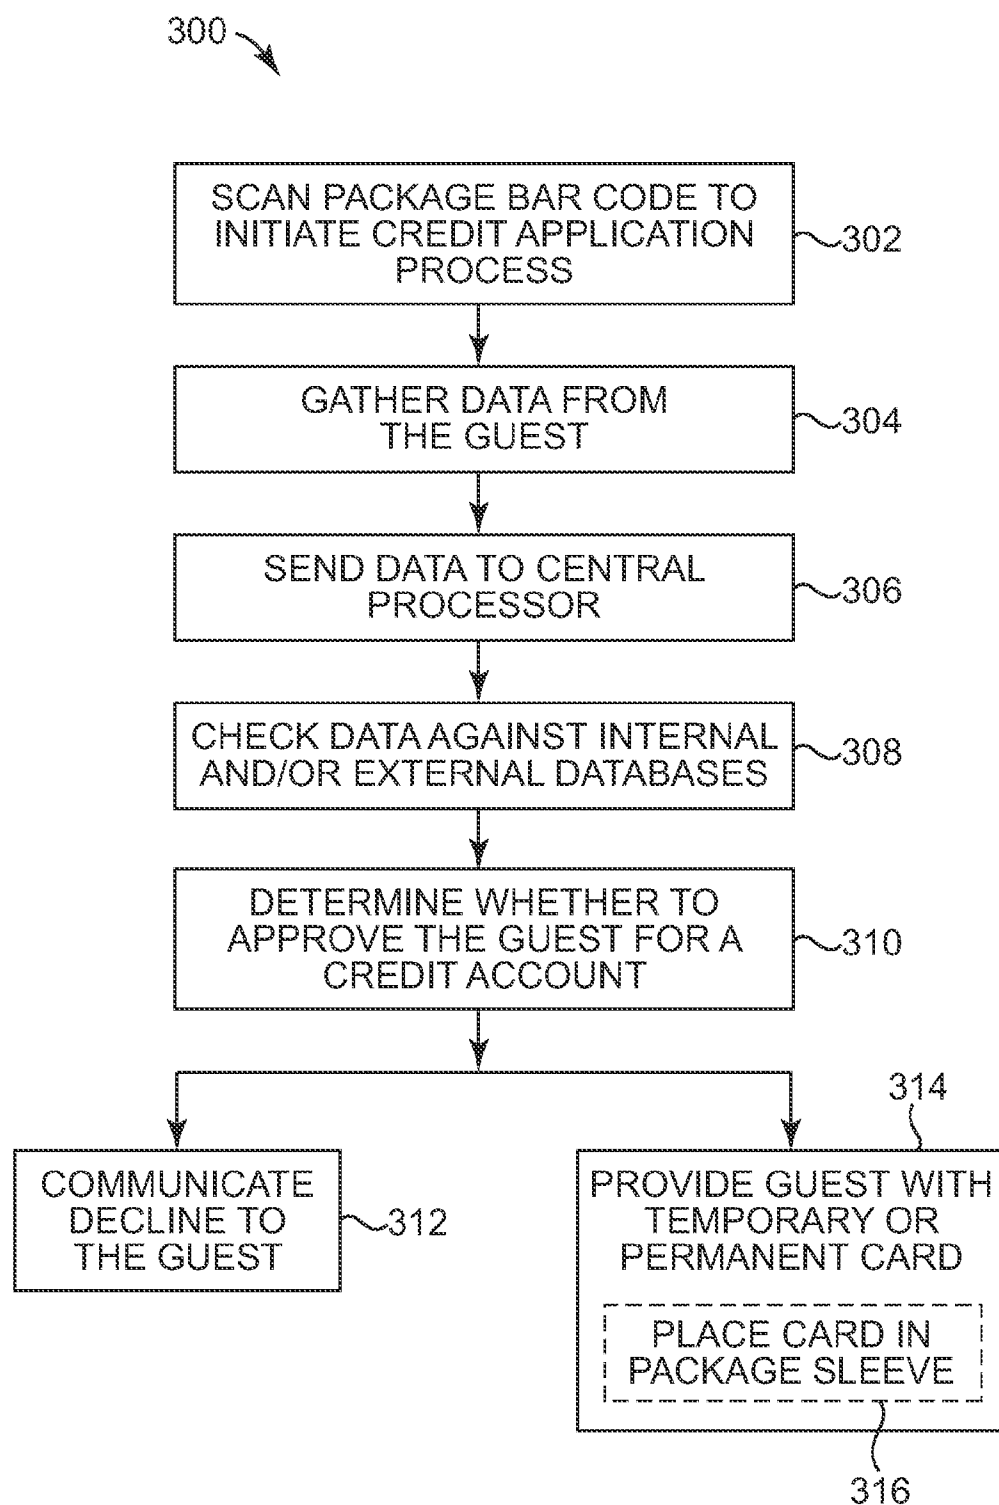 300
SCAN PACKAGE BAR CODE TO
INITIATE CREDIT APPLICATION
PROCESS
302
GATHER DATA FROM
THE GUEST
304
SEND DATA TO CENTRAL
PROCESSOR
306
CHECK DATA AGAINST INTERNAL
AND/OR EXTERNAL DATABASES
308
DETERMINE WHETHER TO
APPROVE THE GUEST FOR A
CREDIT ACCOUNT
310
COMMUNICATE
DECLINE TO
THE GUEST
312
314
PROVIDE GUEST WITH
TEMPORARY OR
PERMANENT CARD
PLACE CARD IN
PACKAGE SLEEVE
316